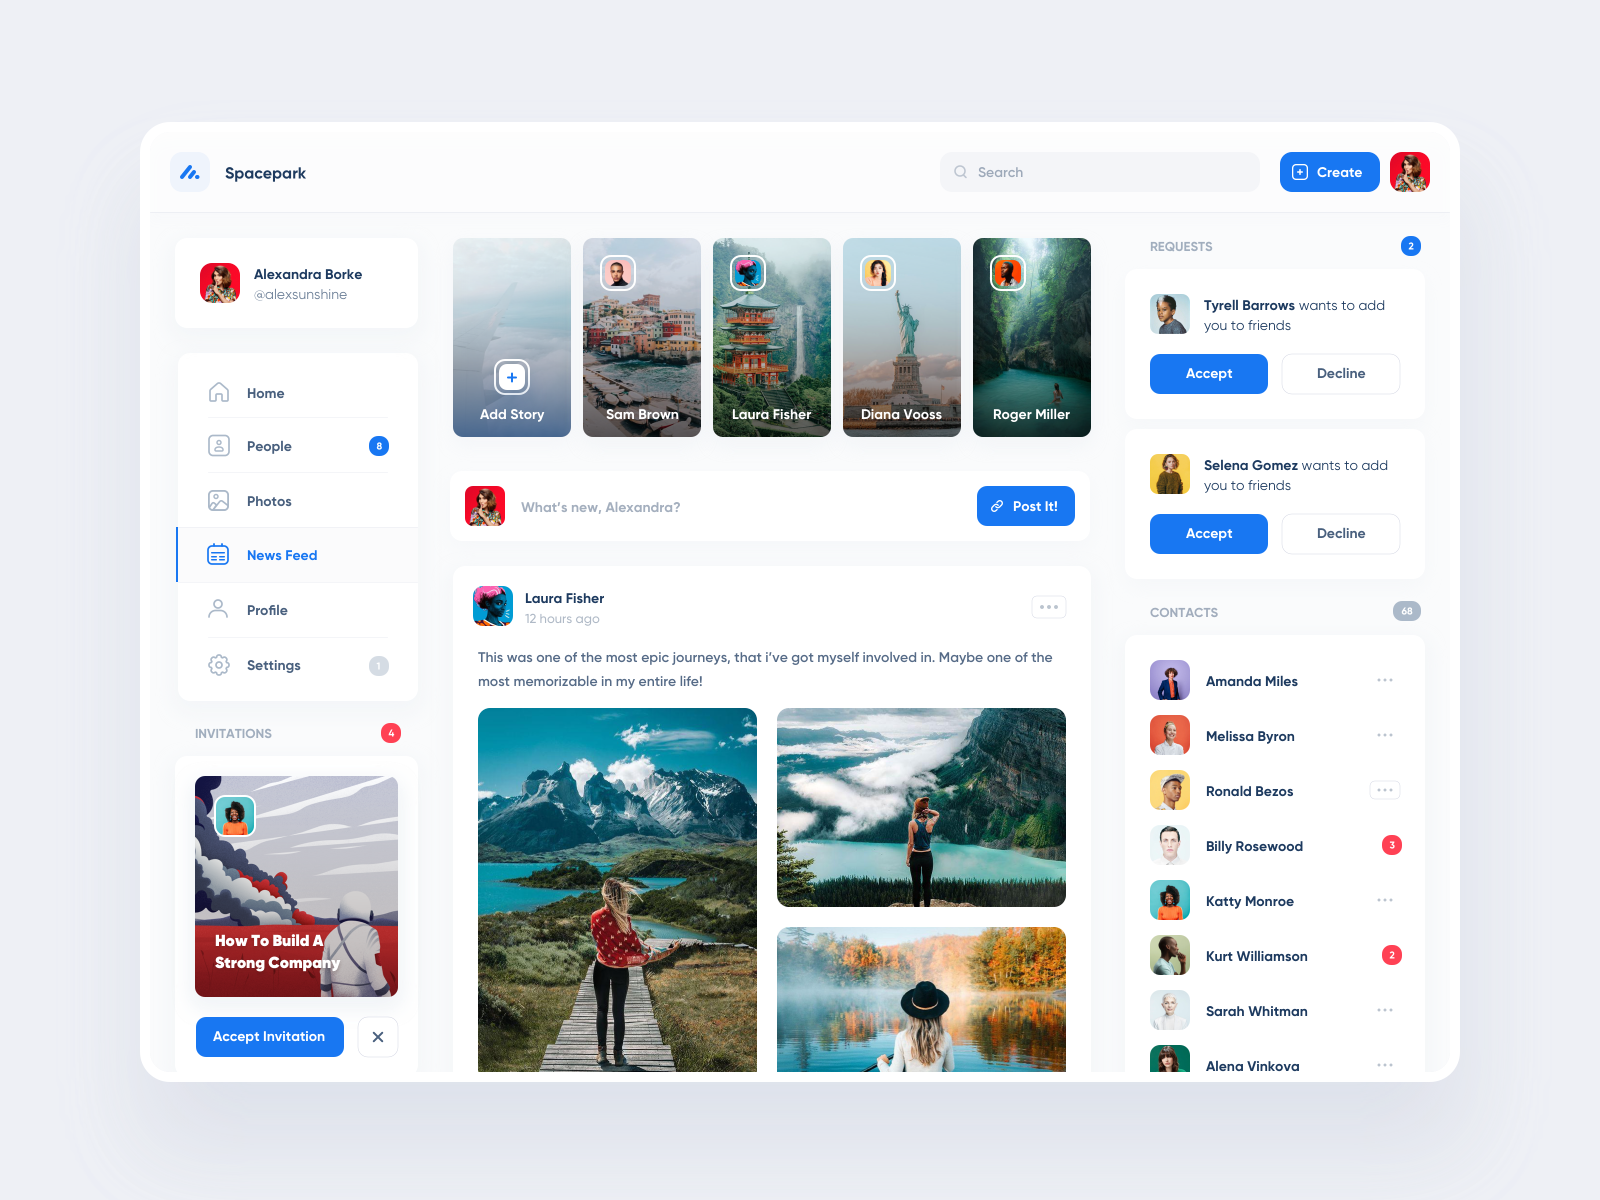 Spacepark
Search
Create
Alexandra Borke
@alexsunshine
Home
People
8
Photos
News Feed
Profile
Settings
1
INVITATIONS
4
How To Build A
Strong Company
Accept Invitation
Add Story
Sam Brown
Laura Fisher
Diana Vooss
Roger Miller
What's new, Alexandra?
Post It!
Laura Fisher
12 hours ago
This was one of the most epic journeys, that i've got myself involved in. Maybe one of the
most memorizable in my entire life!
REQUESTS
2
Tyrell Barrows wants to add
you to friends
Accept
Decline
Selena Gomez wants to add
you to friends
Accept
Decline
CONTACTS
68
Amanda Miles
Melissa Byron
Ronald Bezos
Billy Rosewood
3
Katty Monroe
Kurt Williamson
2
Sarah Whitman
Alena Vinkova